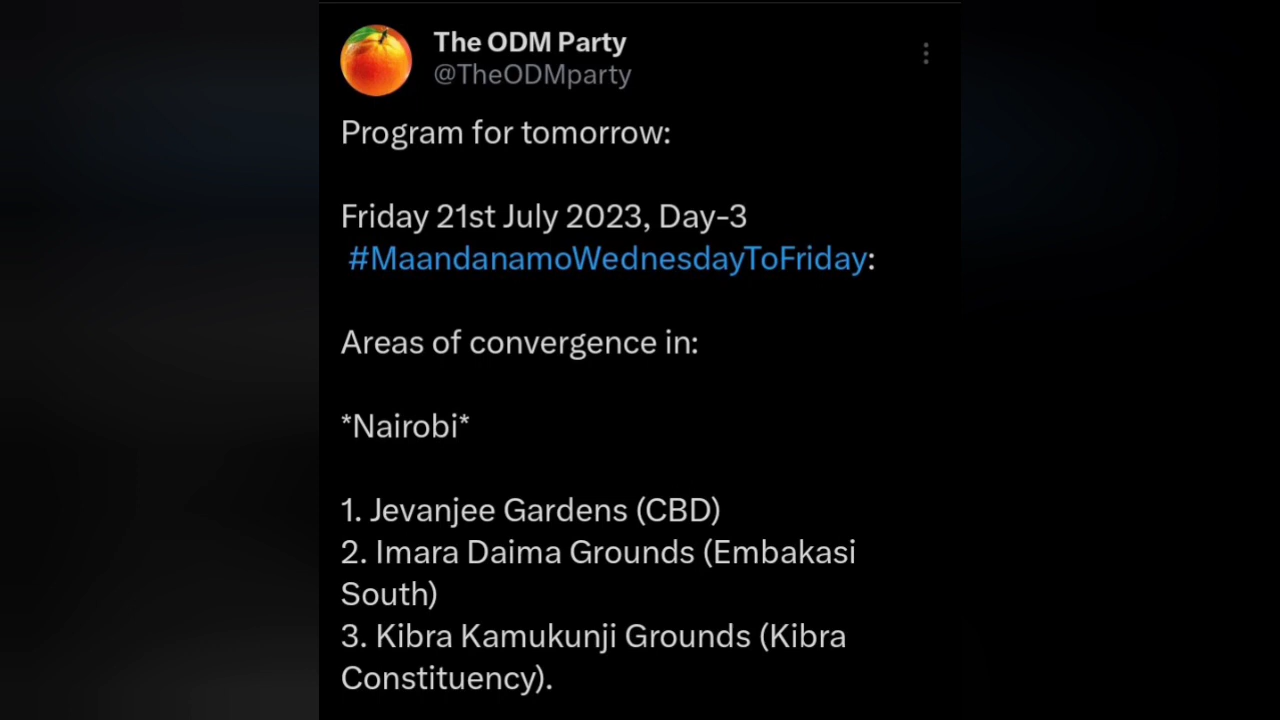 The ODM Party
@TheODMparty
Program for tomorrow:
Friday 21st July 2023, Day-3
#MaandanamoWednesdayToFriday:
Areas of convergence in:
*Nairobi*
1. Jevanjee Gardens (CBD)
2. Imara Daima Grounds (Embakasi
South)
3. Kibra Kamukunji Grounds (Kibra
Constituency).